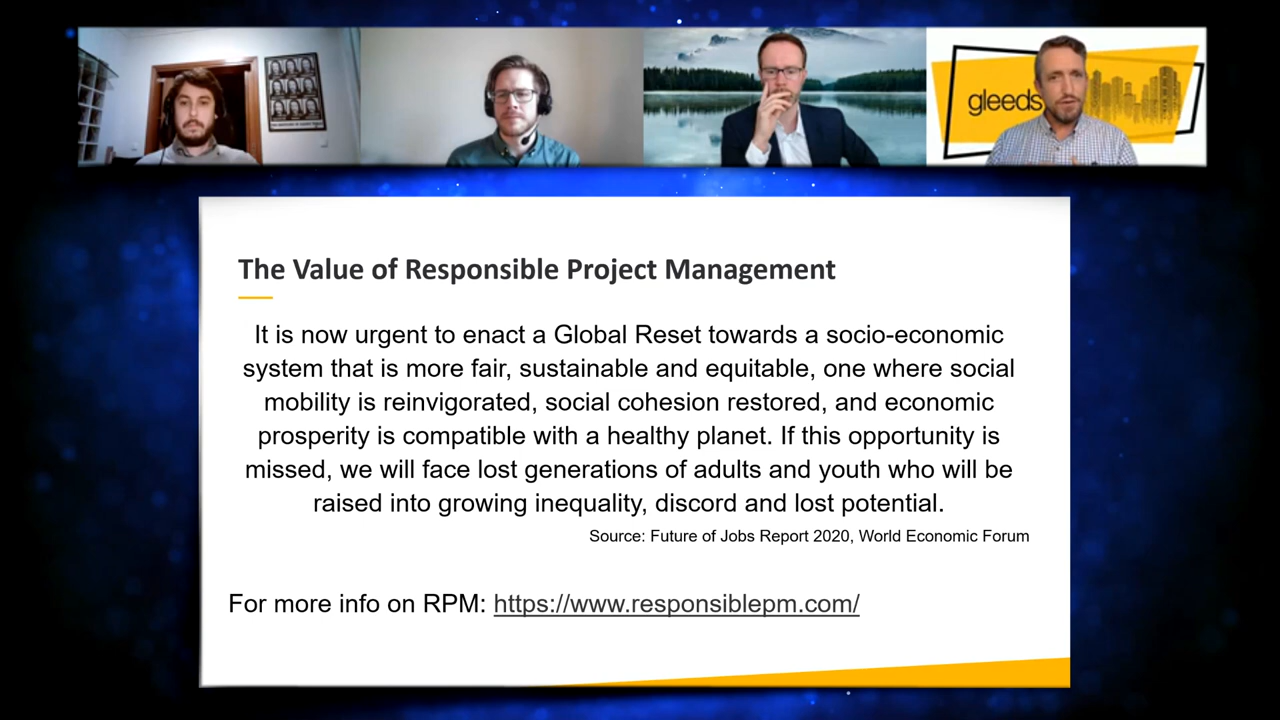 gleeds
The Value of Responsible Project Management
It is now urgent to enact a Global Reset towards a socio-economic
system that is more fair, sustainable and equitable, one where social
mobility is reinvigorated, social cohesion restored, and economic
prosperity is compatible with a healthy planet. If this opportunity is
missed, we will face lost generations of adults and youth who will be
raised into growing inequality, discord and lost potential.
Source: Future of Jobs Report 2020, World Economic Forum
For more info on RPM: https://www.responsiblepm.com/